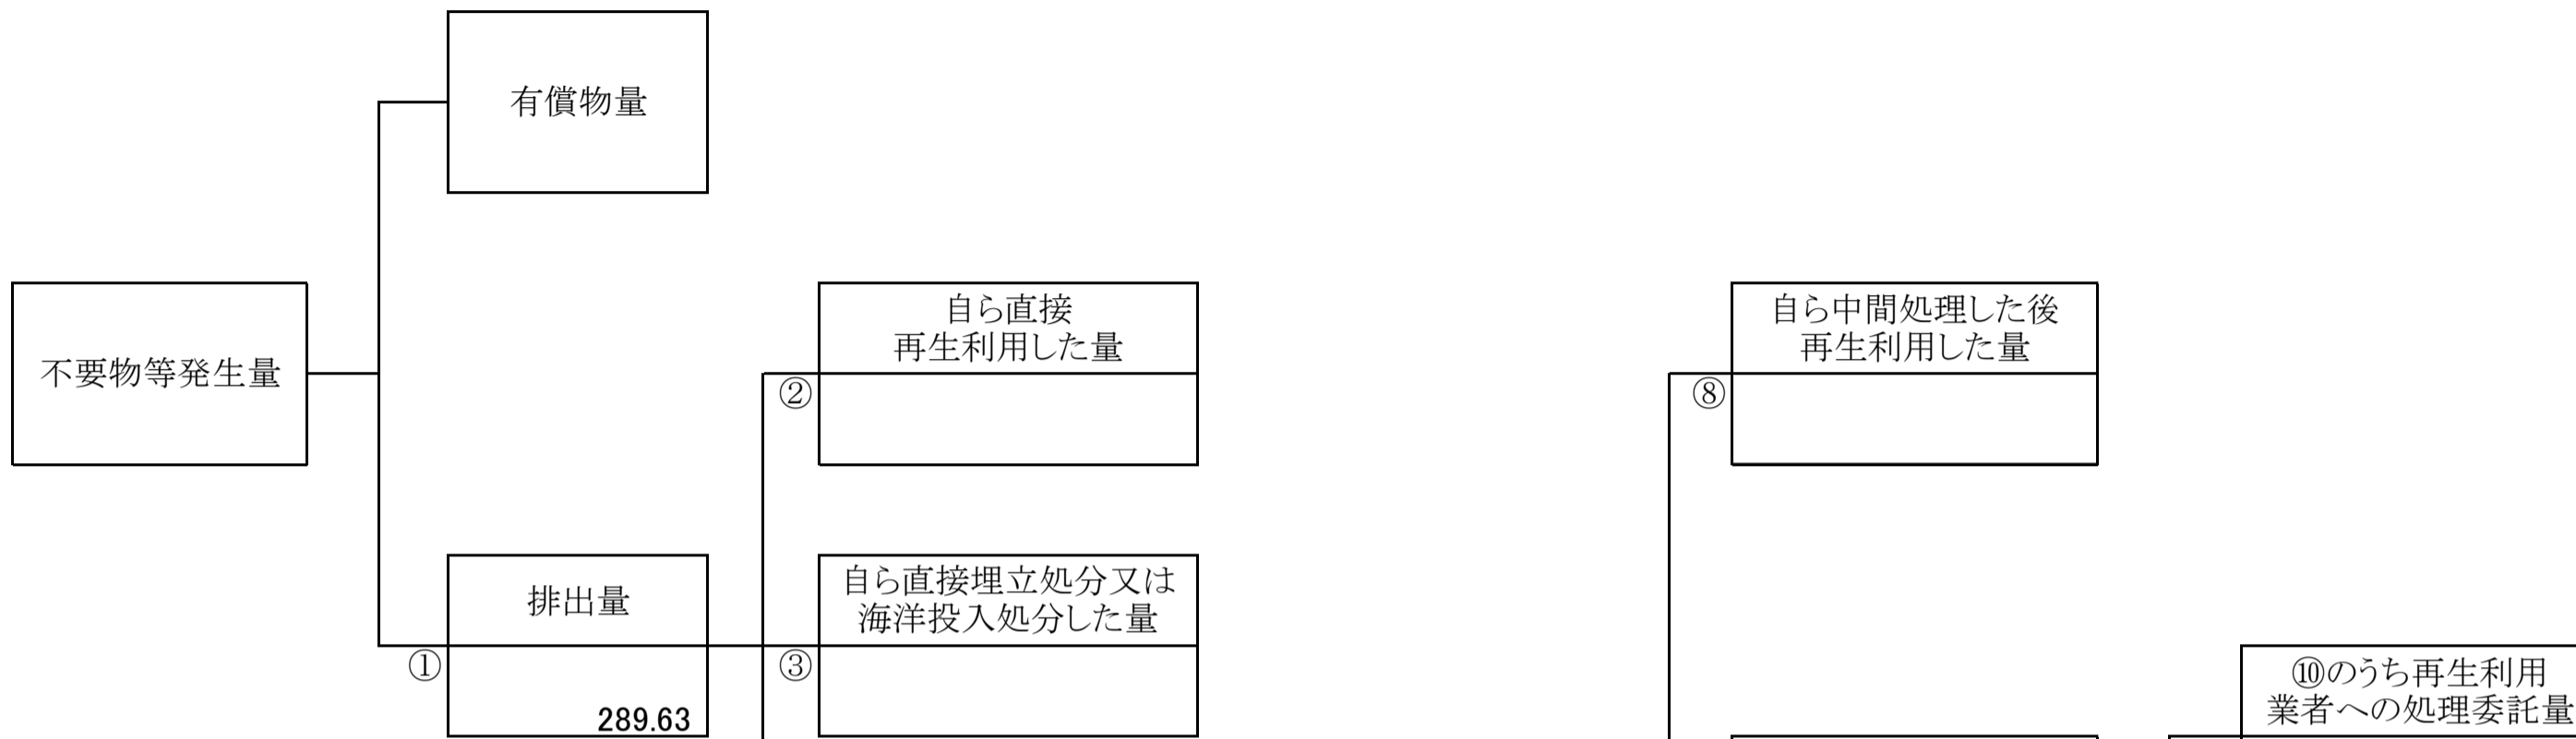 有償物量
不要物等発生量
自ら直接
再生利用した量
②
自ら中間処理した後
再生利用した量
⑧
排出量
①
289.63
自ら直接埋立処分又は
海洋投入処分した量
③
⑩のうち再生利用
業者への処理委託量